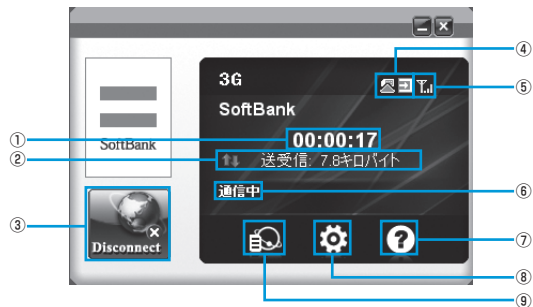 ④
3G
⑤
SoftBank
① 00:00:17
SoftBank
② 送受信: 7.8キロバイト
通信中 ⑥
③
Disconnect
⑦
⑧
⑨